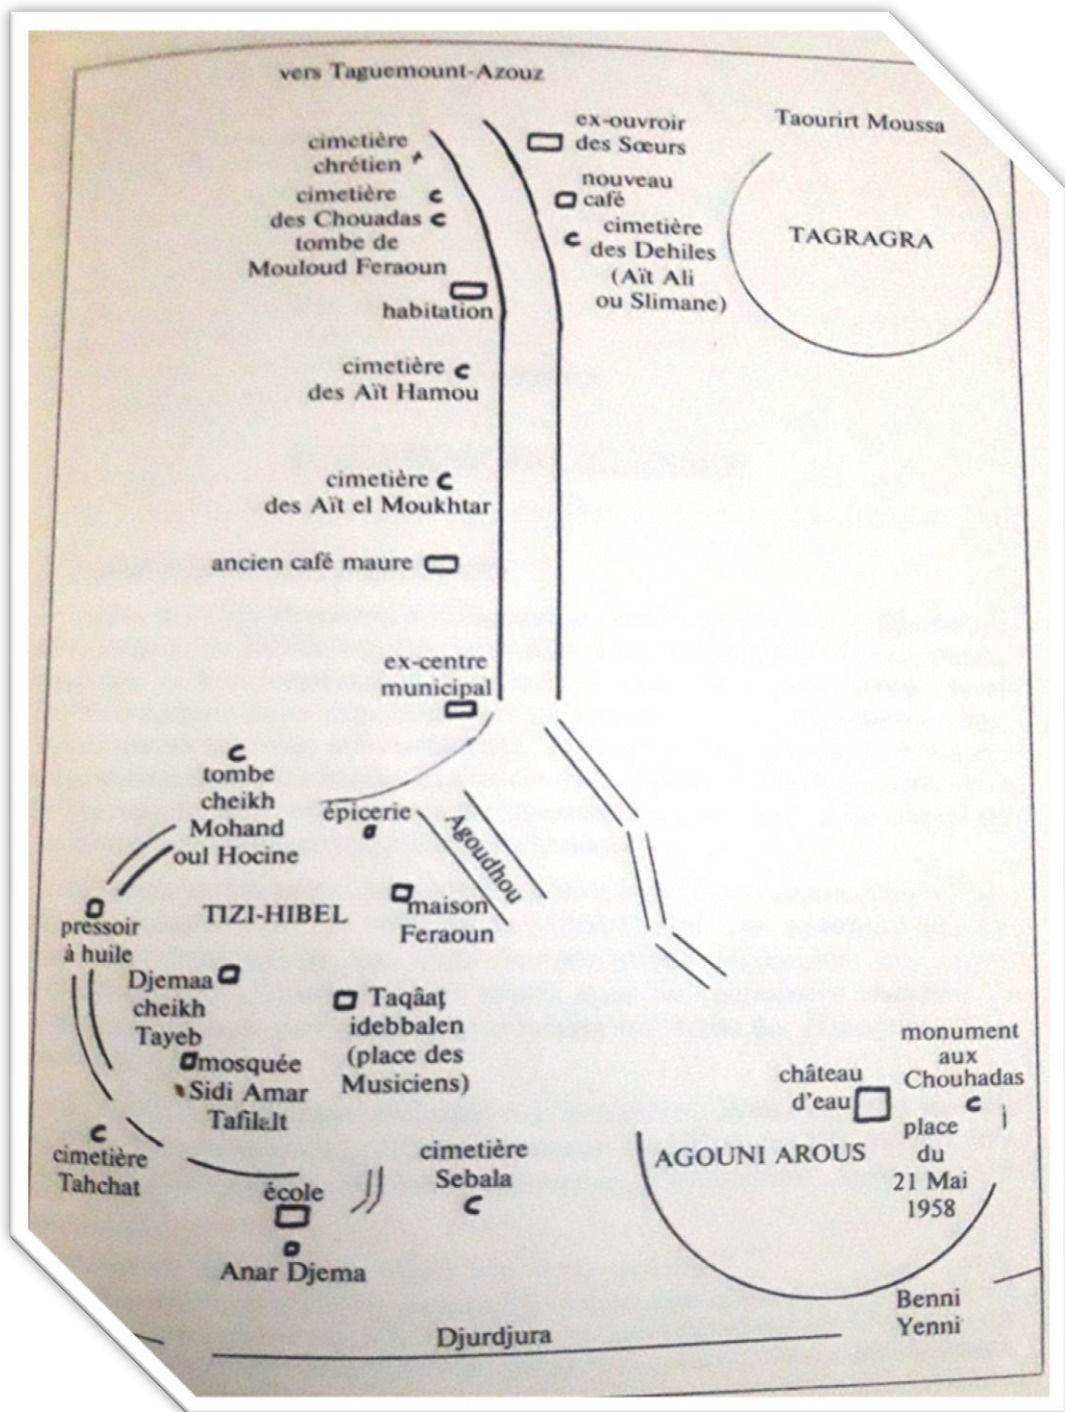 vers Taguemount-Azouz
cimetière
chrétien
cimetière
des Chouadas
tombe de
Mouloud Feraoun
habitation
ex-ouvroir
des Sœurs
nouveau
café
cimetière
des Dehiles
(Aït Ali
ou Slimane)
Taourirt Moussa
TAGRAGRA
cimetière
des Aït Hamou
cimetière
des Aït el Moukhtar
ancien café maure
ex-centre
municipal
tombe
cheikh
Mohand
oul Hocine
épicerie
Agoudhou
pressoir
à huile
TIZI-HIBEL
maison
Feraoun
Djemaa
cheikh
Tayeb
Taqâaţ
idebbalen
(place des
Musiciens)
mosquée
Sidi Amar
Tafilalt
cimetière
Tahchat
école
Anar Djema
cimetière
Sebala
château
d'eau
monument
aux
Chouhadas
place
du
21 Mai
1958
AGOUNI AROUS
Benni
Yenni
Djurdjura